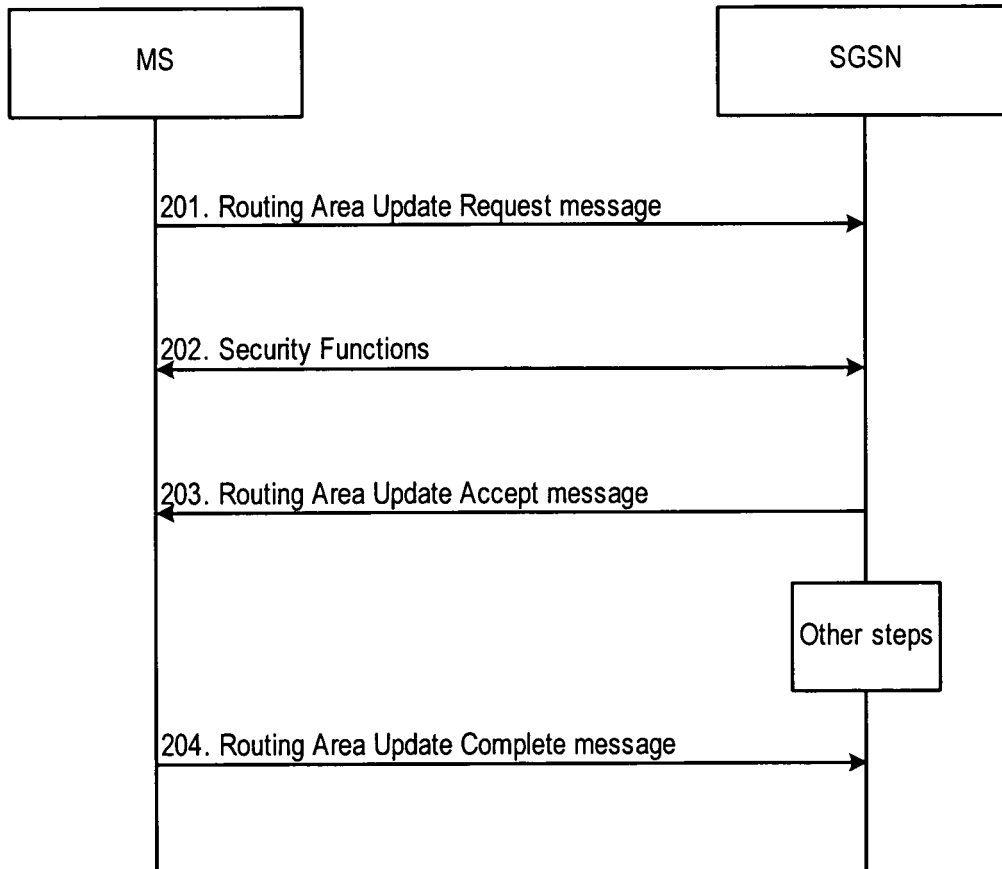 MS
SGSN
201. Routing Area Update Request message
202. Security Functions
203. Routing Area Update Accept message
Other steps
204. Routing Area Update Complete message